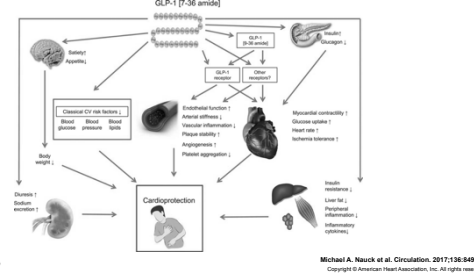 GLP-1 [7-36 amide]
GLP-1
[9-36 amide]
Insulin↑
Glucagon ↓
Satiety↑
Appetite↓
GLP-1
receptor
Other
receptors?
Classical CV risk factors ↓
Blood
glucose
Blood
pressure
Blood
lipids
Endothelial function ↑
Arterial stiffness ↓
Vascular inflammation ↓
Plaque stability ↑
Angiogenesis ↑
Platelet aggregation ↓
Myocardial contractility ↑
Glucose uptake ↑
Heart rate ↑
Ischemia tolerance ↑
Body
weight ↓
Diuresis ↑
Sodium
excretion ↑
Cardioprotection
Insulin
resistance ↓
Liver fat ↓
Peripheral
inflammation ↓
Inflammatory
cytokines↓
Michael A. Nauck et al. Circulation. 2017;136:849
Copyright © American Heart Association, Inc. All rights rese